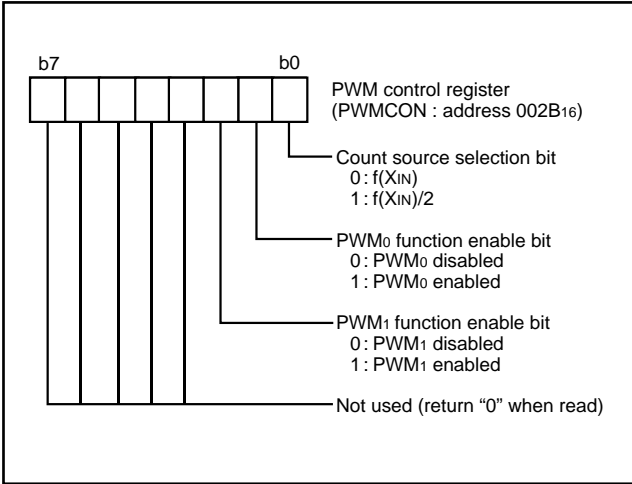 b7 b0
PWM control register
(PWMCON : address 002B16)
Count source selection bit
0 : f(XIN)
1 : f(XIN)/2
PWM0 function enable bit
0 : PWM0 disabled
1 : PWM0 enabled
PWM1 function enable bit
0 : PWM1 disabled
1 : PWM1 enabled
Not used (return “0” when read)